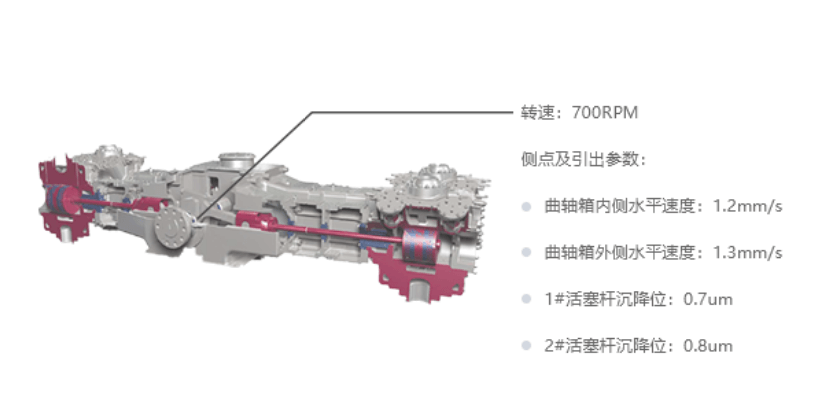 转速：700RPM
侧点及引出参数：
曲轴箱内侧水平速度：1.2mm/s
曲轴箱外侧水平速度：1.3mm/s
1#活塞杆沉降位：0.7um
2#活塞杆沉降位：0.8um